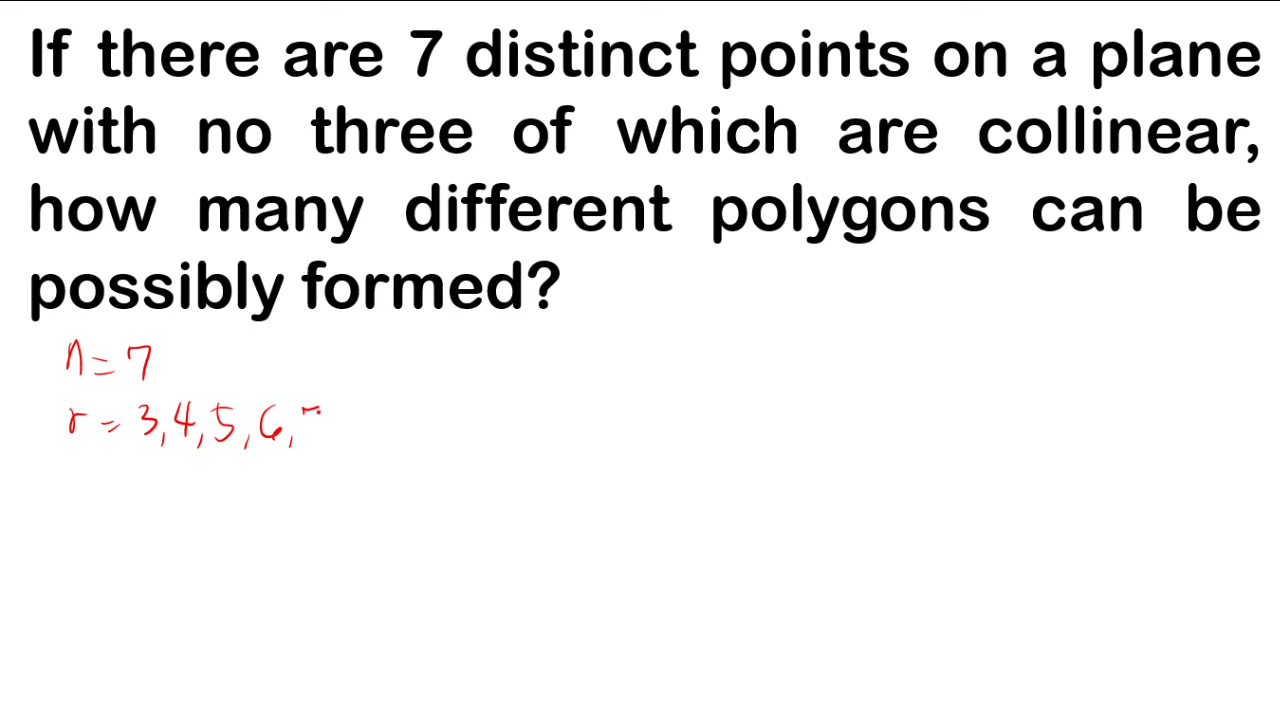 If there are 7 distinct points on a plane
with no three of which are collinear,
how many different polygons can be
possibly formed?
n = 7
r = 3, 4, 5, 6,